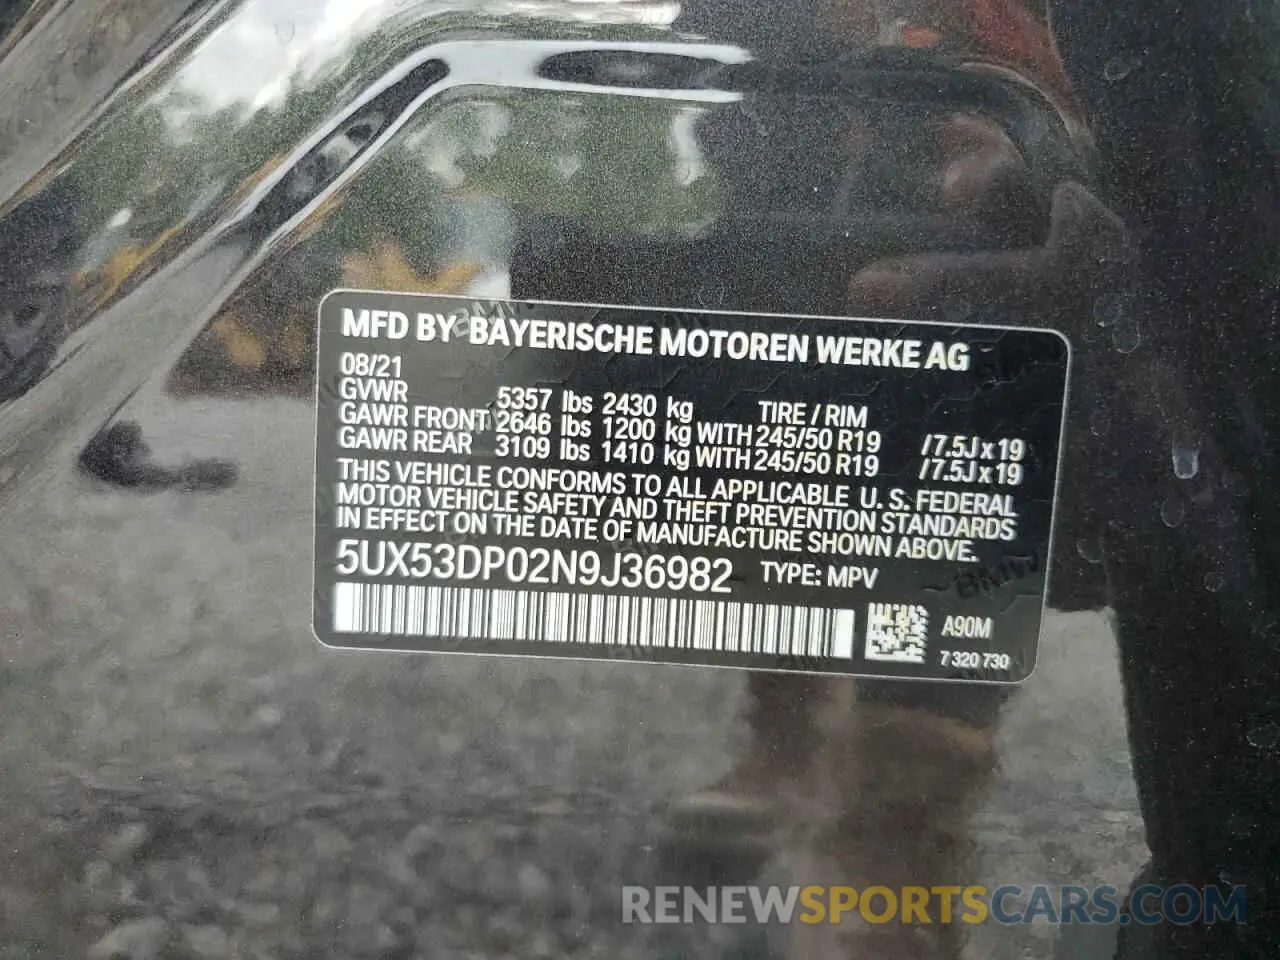 MFD BY BAYERISCHE MOTOREN WERKE AG
08/21
GVWR 5357 lbs 2430 kg TIRE / RIM
GAWR FRONT 2646 lbs 1200 kg WITH 245/50 R19 /7.5J x 19
GAWR REAR 3109 lbs 1410 kg WITH 245/50 R19 /7.5J x 19
THIS VEHICLE CONFORMS TO ALL APPLICABLE U. S. FEDERAL
MOTOR VEHICLE SAFETY AND THEFT PREVENTION STANDARDS
IN EFFECT ON THE DATE OF MANUFACTURE SHOWN ABOVE.
5UX53DP02N9J36982 TYPE: MPV
A90M
7 320 730
RENEWSPORTSCARS.COM